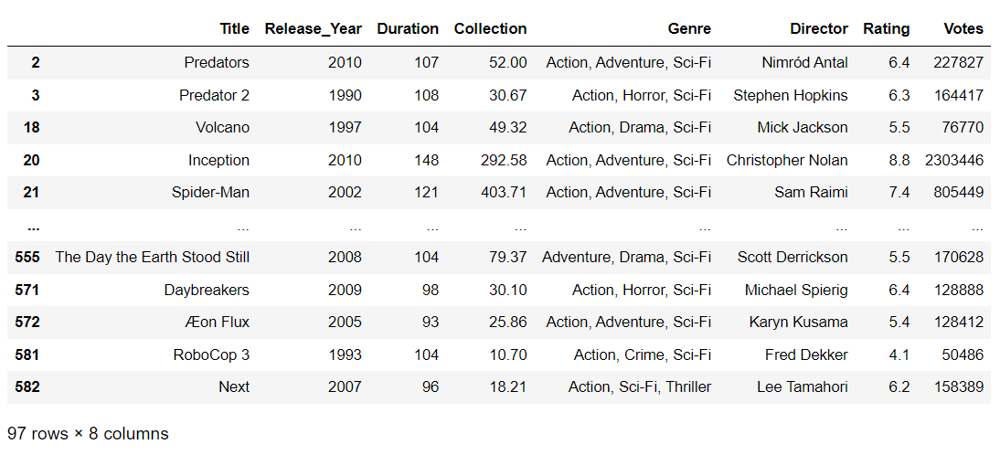 Title Release_Year Duration Collection Genre Director Rating Votes
2 Predators 2010 107 52.00 Action, Adventure, Sci-Fi Nimród Antal 6.4 227827
3 Predator 2 1990 108 30.67 Action, Horror, Sci-Fi Stephen Hopkins 6.3 164417
18 Volcano 1997 104 49.32 Action, Drama, Sci-Fi Mick Jackson 5.5 76770
20 Inception 2010 148 292.58 Action, Adventure, Sci-Fi Christopher Nolan 8.8 2303446
21 Spider-Man 2002 121 403.71 Action, Adventure, Sci-Fi Sam Raimi 7.4 805449
... ... ... ... ... ... ... ... ...
555 The Day the Earth Stood Still 2008 104 79.37 Adventure, Drama, Sci-Fi Scott Derrickson 5.5 170628
571 Daybreakers 2009 98 30.10 Action, Horror, Sci-Fi Michael Spierig 6.4 128888
572 Æon Flux 2005 93 25.86 Action, Adventure, Sci-Fi Karyn Kusama 5.4 128412
581 RoboCop 3 1993 104 10.70 Action, Crime, Sci-Fi Fred Dekker 4.1 50486
582 Next 2007 96 18.21 Action, Sci-Fi, Thriller Lee Tamahori 6.2 158389
97 rows × 8 columns